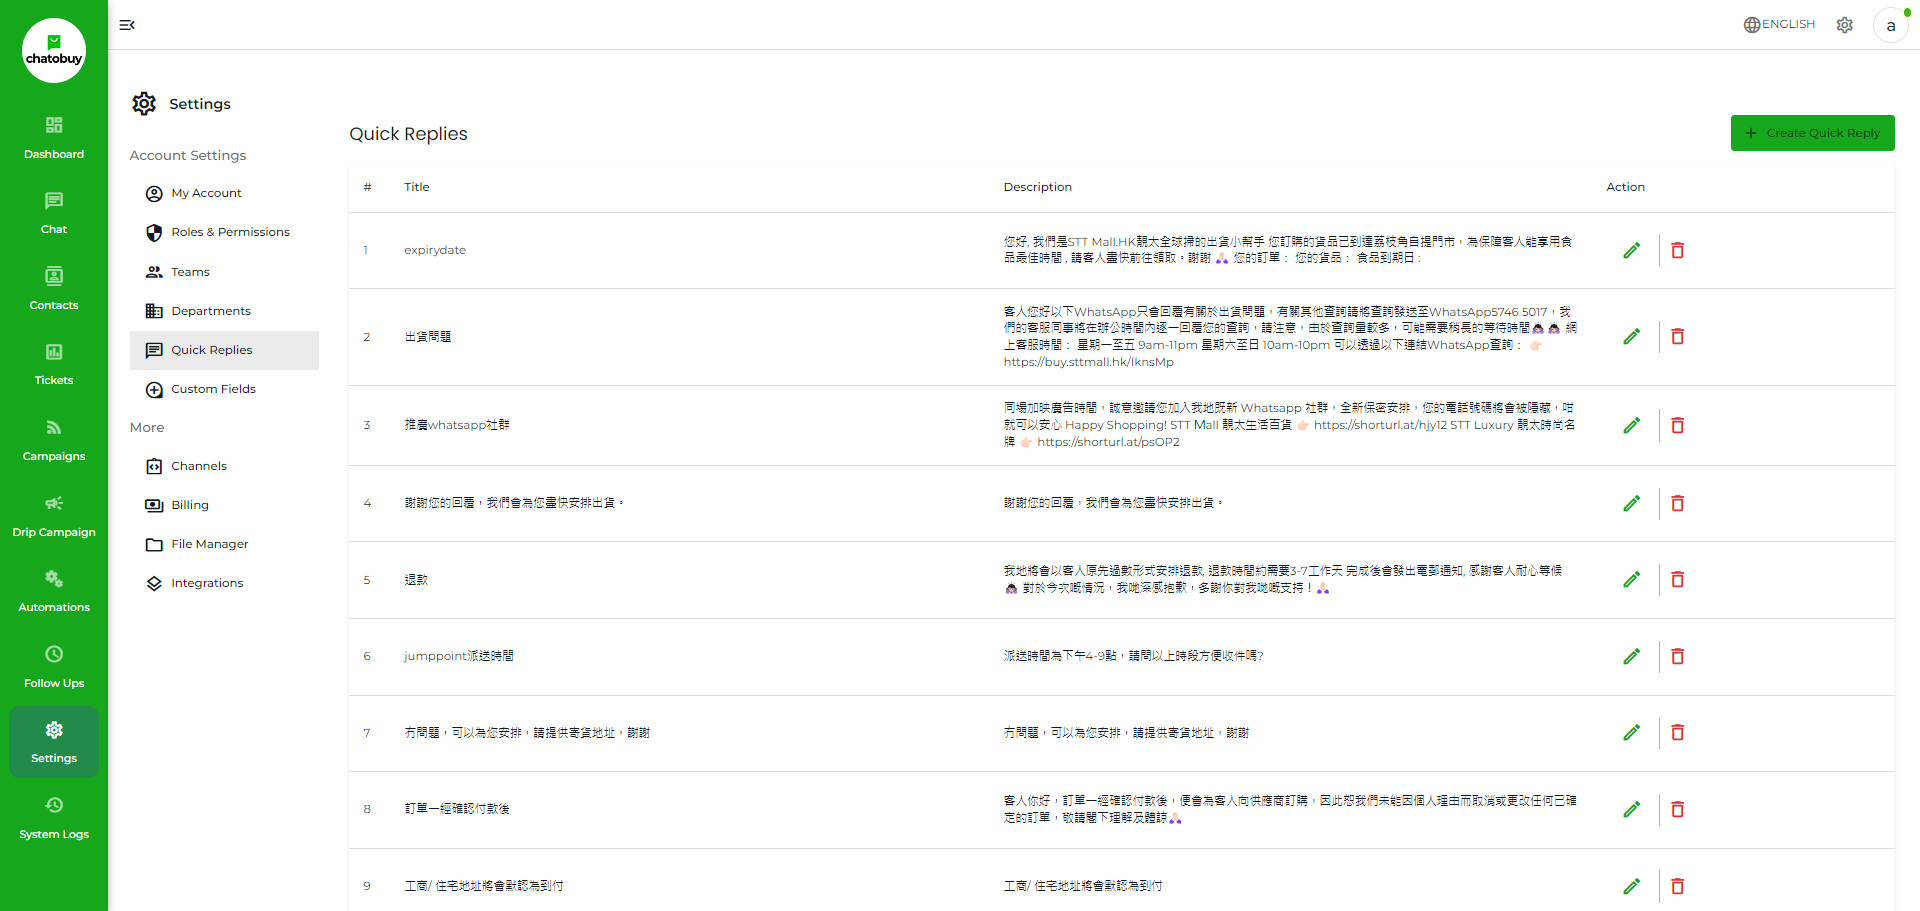 chatobuy
Dashboard
Chat
Contacts
Tickets
Campaigns
Drip Campaign
Automations
Follow Ups
Settings
System Logs
ENGLISH
a
Settings
Account Settings
My Account
Roles & Permissions
Teams
Departments
Quick Replies
Custom Fields
More
Channels
Billing
File Manager
Integrations
Quick Replies
+ Create Quick Reply
# Title Description Action
1 expirydate
您好, 我們是STT Mall.HK靚太全球掃的出貨小幫手 您訂購的貨品已到達荔枝角自提門市，為保障客人能享用食
品最佳時間 , 請客人盡快前往領取。謝謝 🙏🏻 您的訂單： 您的貨品： 食品到期日 :
2 出貨問題
客人您好以下WhatsApp只會回覆有關於出貨問題，有關其他查詢請將查詢發送至WhatsApp5746 5017，我
們的客服同事將在辦公時間內逐一回覆您的查詢，請注意，由於查詢量較多，可能需要稍長的等待時間🙇🏻🙇🏻 網
上客服時間： 星期一至五 9am-11pm 星期六至日 10am-10pm 可以透過以下連結WhatsApp查詢： 👉🏻
https://buy.sttmall.hk/IknsMp
3 推廣whatsapp社群
同場加映廣告時間，誠意邀請您加入我地既新 Whatsapp 社群，全新保密安排，您的電話號碼將會被隱藏，咁
就可以安心 Happy Shopping! STT Mall 靚太生活百貨 👉🏻 https://shorturl.at/hjy12 STT Luxury 靚太時尚名
牌 👉🏻 https://shorturl.at/psOP2
4 謝謝您的回覆，我們會為您盡快安排出貨。 謝謝您的回覆，我們會為您盡快安排出貨。
5 退款
我地將會以客人原先過數形式安排退款, 退款時間約需要3-7工作天 完成後會發出電郵通知, 感謝客人耐心等候
🙇🏻 對於今次嘅情況，我哋深感抱歉，多謝你對我哋嘅支持！🙏🏻
6 jumppoint派送時間 派送時間為下午4-9點，請問以上時段方便收件嗎?
7 冇問題，可以為您安排，請提供寄貨地址，謝謝 冇問題，可以為您安排，請提供寄貨地址，謝謝
8 訂單一經確認付款後
客人你好，訂單一經確認付款後，便會為客人向供應商訂購，因此恕我們未能因個人理由而取消或更改任何已確
定的訂單，敬請閣下理解及體諒🙏🏻
9 工商/ 住宅地址將會默認為到付 工商/ 住宅地址將會默認為到付